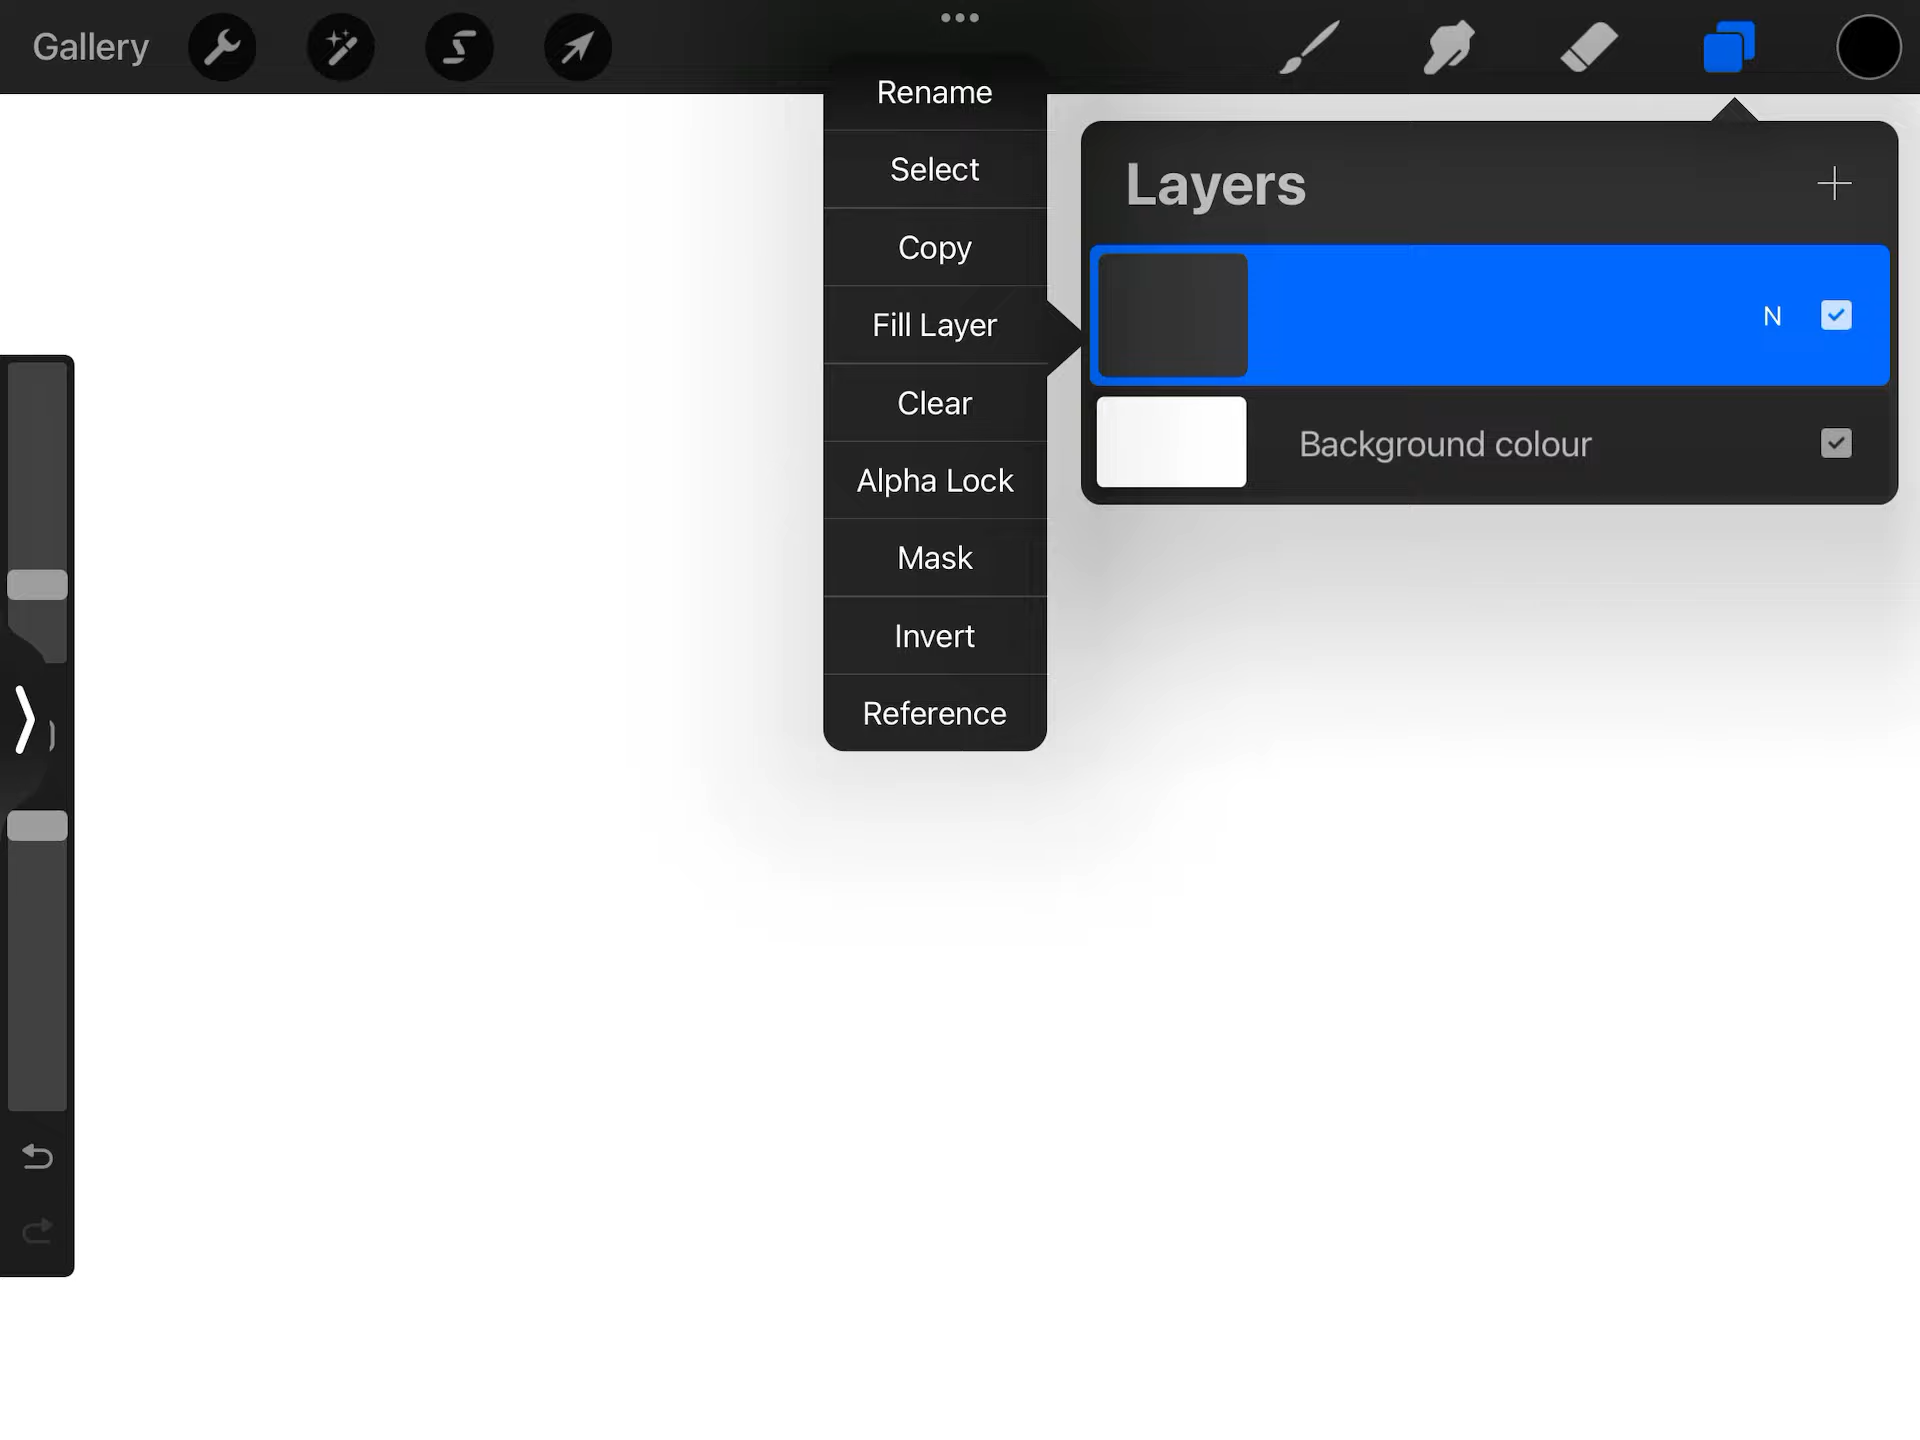 Gallery
Rename
Select
Copy
Fill Layer
Clear
Alpha Lock
Mask
Invert
Reference
Layers
N
Background colour